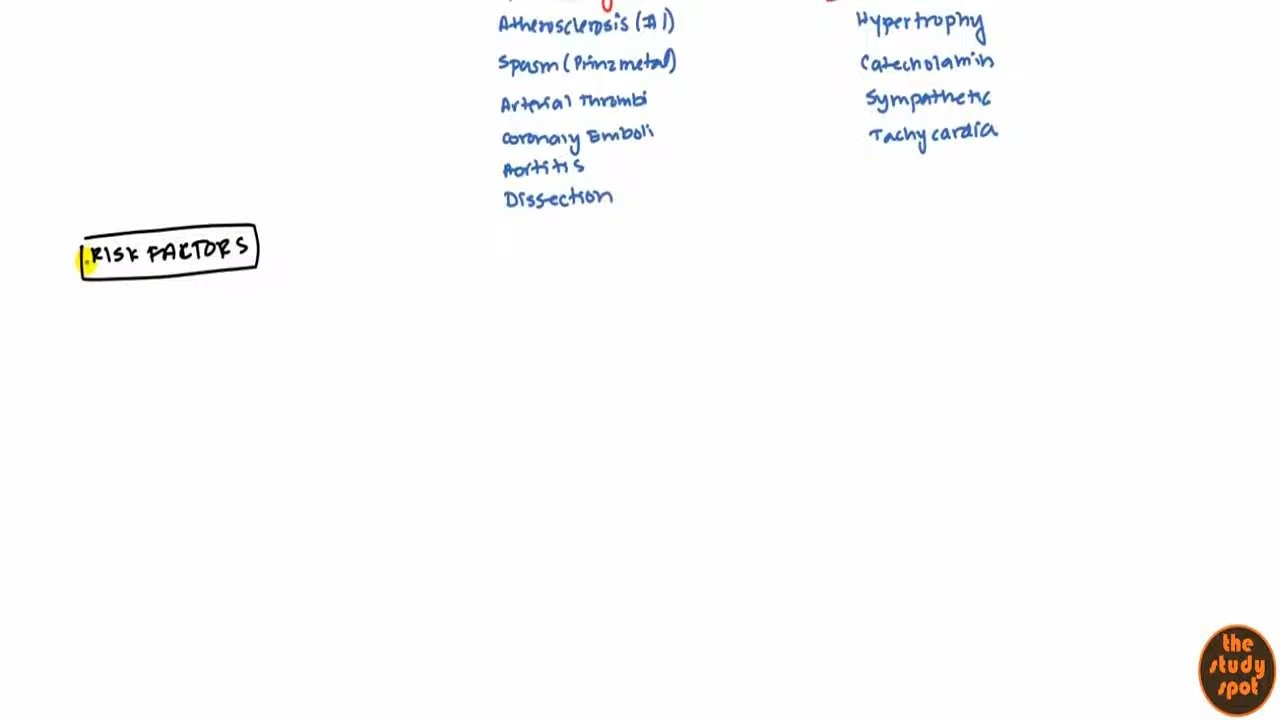 Atherosclerosis (#1)
Spasm (Prinzmetal)
Arterial Thrombi
Coronary Emboli
Aortitis
Dissection
Hypertrophy
Catecholamin
Sympathetic
Tachycardia
RISK FACTORS
the
study
spot